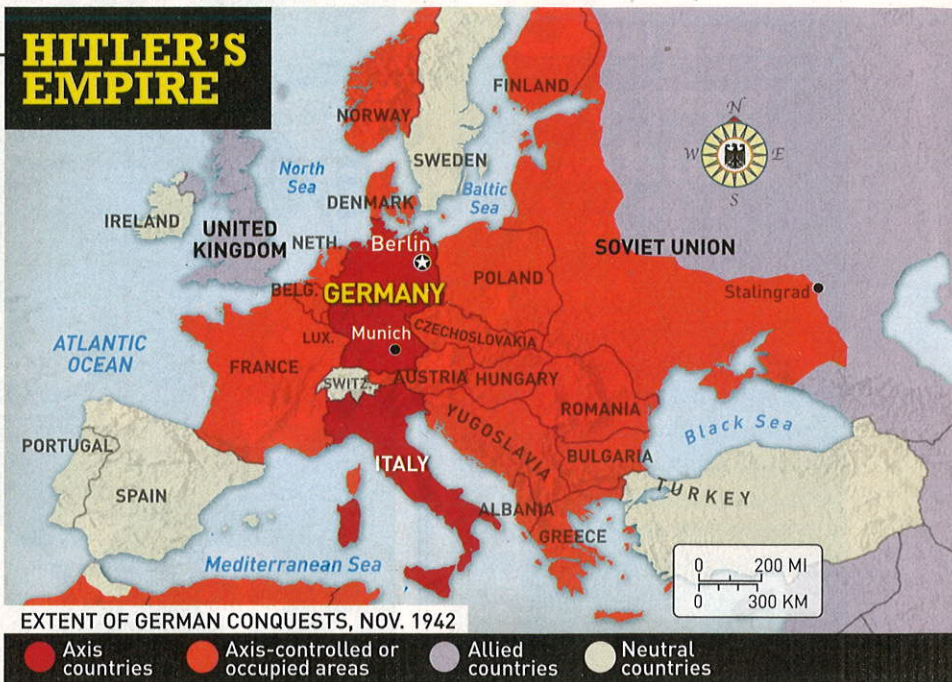 HITLER'S
EMPIRE
FINLAND
NORWAY
SWEDEN
N
W
E
S
North
Sea
Baltic
Sea
DENMARK
IRELAND
UNITED
KINGDOM
NETH.
Berlin
SOVIET UNION
BELG.
GERMANY
POLAND
Stalingrad
LUX.
Munich
CZECHOSLOVAKIA
ATLANTIC
OCEAN
FRANCE
SWITZ.
AUSTRIA
HUNGARY
YUGOSLAVIA
ROMANIA
Black Sea
PORTUGAL
SPAIN
ITALY
BULGARIA
TURKEY
ALBANIA
GREECE
Mediterranean Sea
0 200 MI
0 300 KM
EXTENT OF GERMAN CONQUESTS, NOV. 1942
Axis
countries
Axis-controlled or
occupied areas
Allied
countries
Neutral
countries